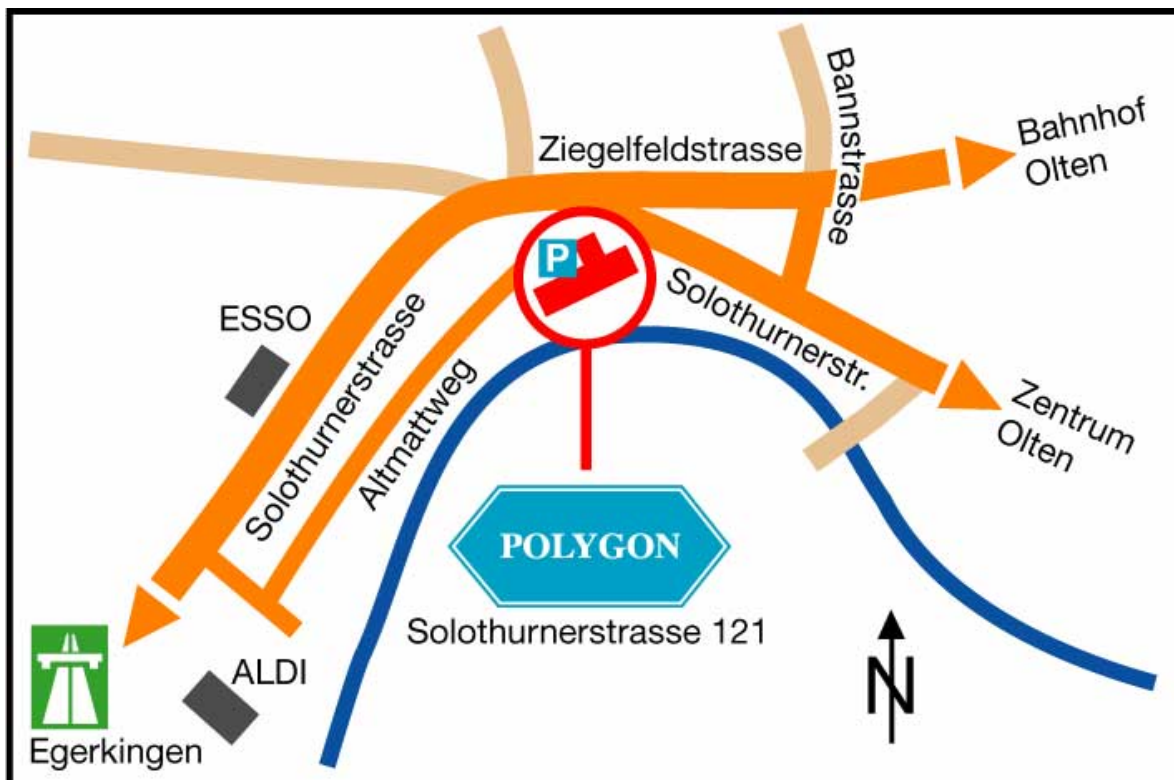 Bannstrasse
Ziegelfeldstrasse
Bahnhof
Olten
P
ESSO
Solothurnerstrasse
Altmattweg
Solothurnerstr.
Zentrum
Olten
POLYGON
Solothurnerstrasse 121
ALDI
Egerkingen
N